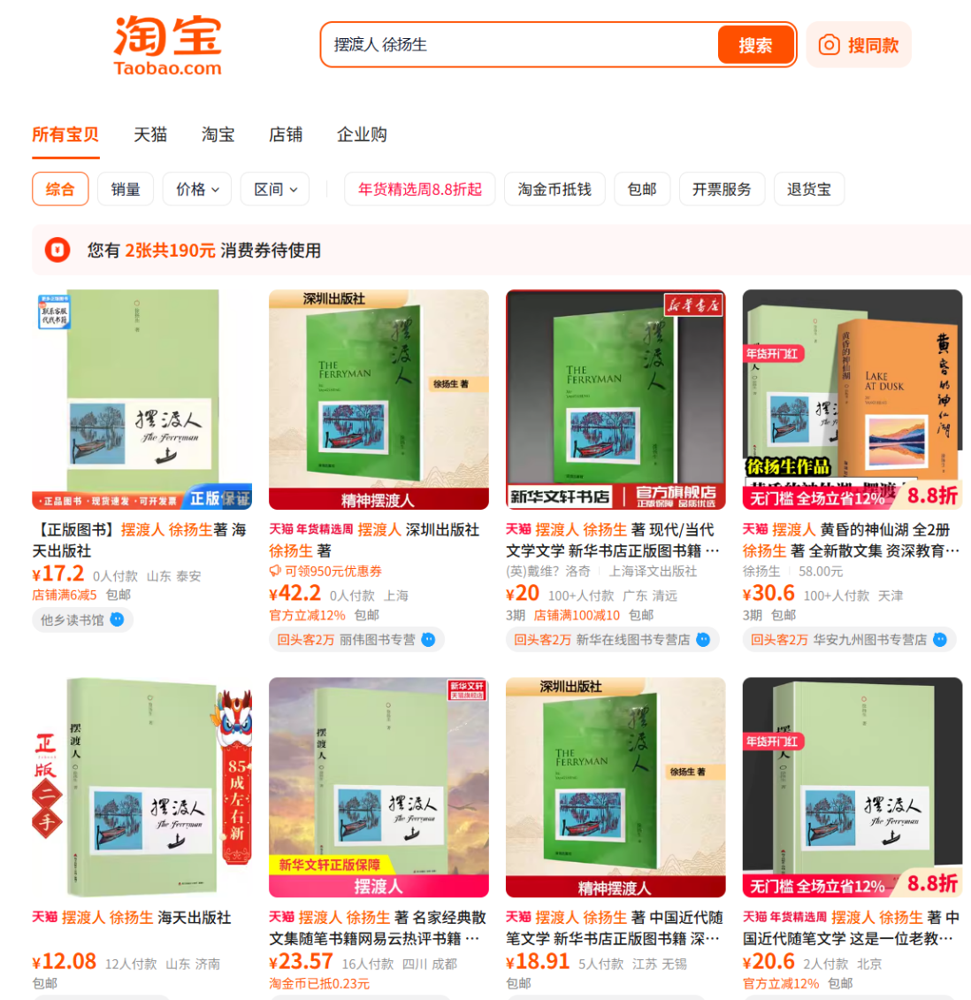 淘宝
Taobao.com
摆渡人 徐扬生
搜索
搜同款
所有宝贝
天猫
淘宝
店铺
企业购
综合
销量
价格
区间
年货精选周8.8折起
淘金币抵钱
包邮
开票服务
退货宝
您有 2张共190元 消费券待使用
联系客服
徐扬生 著
摆渡人
The Ferryman
·正品图书·现货速发·可开发票
正版保证
【正版图书】摆渡人 徐扬生著 海
天出版社
¥17.2 0人付款 山东 泰安
店铺满6减5 包邮
他乡读书馆
深圳出版社
摆渡人
THE
FERRYMAN
徐扬生 著
精神摆渡人
天猫 年货精选周 摆渡人 深圳出版社
徐扬生 著
可领950元优惠券
¥42.2 0人付款 上海
官方立减12% 包邮
回头客2万 丽伟图书专营
新华书店
摆渡人
THE
FERRYMAN
新华文轩书店
官方旗舰店
正版保障 品质优选
天猫 摆渡人 徐扬生 著 现代/当代
文学文学 新华书店正版图书籍 …
(英)戴维? 洛奇 上海译文出版社
¥20 100+人付款 广东 清远
3期 店铺满100减10 包邮
回头客2万 新华在线图书专营店
年货开门红
黄昏的神仙湖
LAKE
AT DUSK
黄昏的神仙湖
徐扬生作品
无门槛 全场立省12%
8.8折
天猫 摆渡人 黄昏的神仙湖 全2册
徐扬生 著 全新散文集 资深教育…
徐扬生 58.00元
¥30.6 100+人付款 天津
3期 包邮
回头客2万 华安九州图书专营店
正版二手
摆渡人
摆渡人
The Ferryman
85成左右新
天猫 摆渡人 徐扬生 海天出版社
¥12.08 12人付款 山东 济南
包邮
新华文轩
天猫旗舰店
摆渡人
摆渡人
The Ferryman
新华文轩正版保障
摆渡人
天猫 摆渡人 徐扬生 著 名家经典散
文集随笔书籍网易云热评书籍 …
¥23.57 16人付款 四川 成都
淘金币已抵0.23元
深圳出版社
摆渡人
THE
FERRYMAN
徐扬生 著
精神摆渡人
天猫 摆渡人 徐扬生 著 中国近代随
笔文学 新华书店正版图书籍 深…
¥18.91 5人付款 江苏 无锡
包邮
年货开门红
摆渡人
The Ferryman
无门槛 全场立省12%
8.8折
天猫 年货精选周 摆渡人 徐扬生 著 中
国近代随笔文学 这是一位老教…
¥20.6 2人付款 北京
官方立减12% 包邮